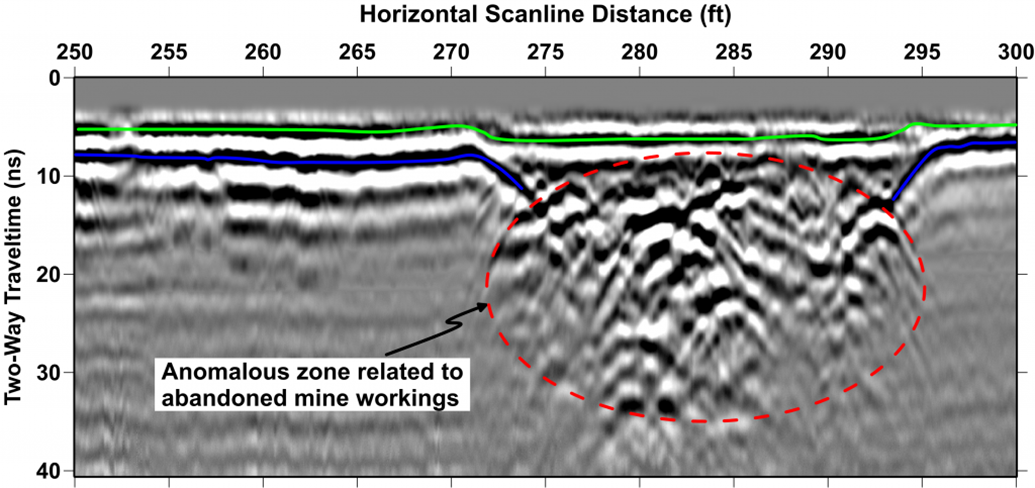 Horizontal Scanline Distance (ft)
250 255 260 265 270 275 280 285 290 295 300
Two-Way Traveltime (ns)
0
10
20
30
40
Anomalous zone related to
abandoned mine workings